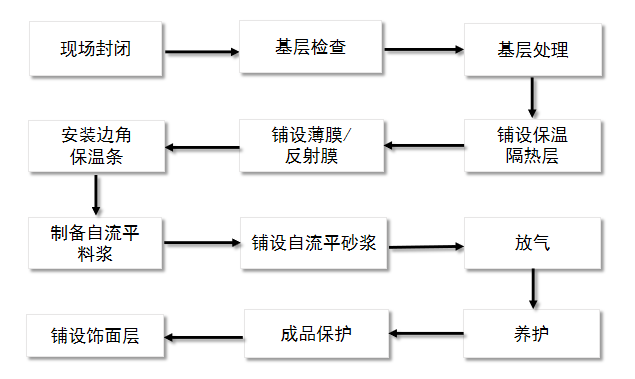 现场封闭
基层检查
基层处理
铺设保温
隔热层
铺设薄膜/
反射膜
安装边角
保温条
制备自流平
料浆
铺设自流平砂浆
放气
养护
成品保护
铺设饰面层